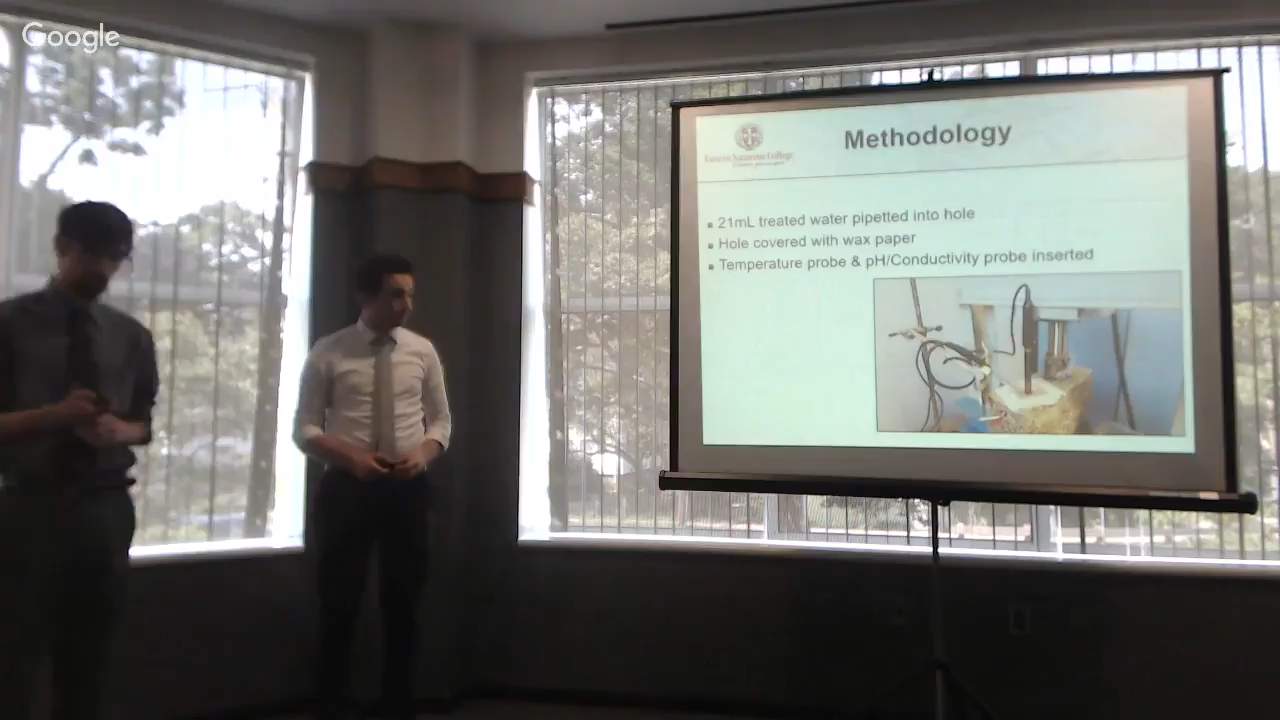 Google
Methodology
21mL treated water pipetted into hole
Hole covered with wax paper
Temperature probe & pH/Conductivity probe inserted